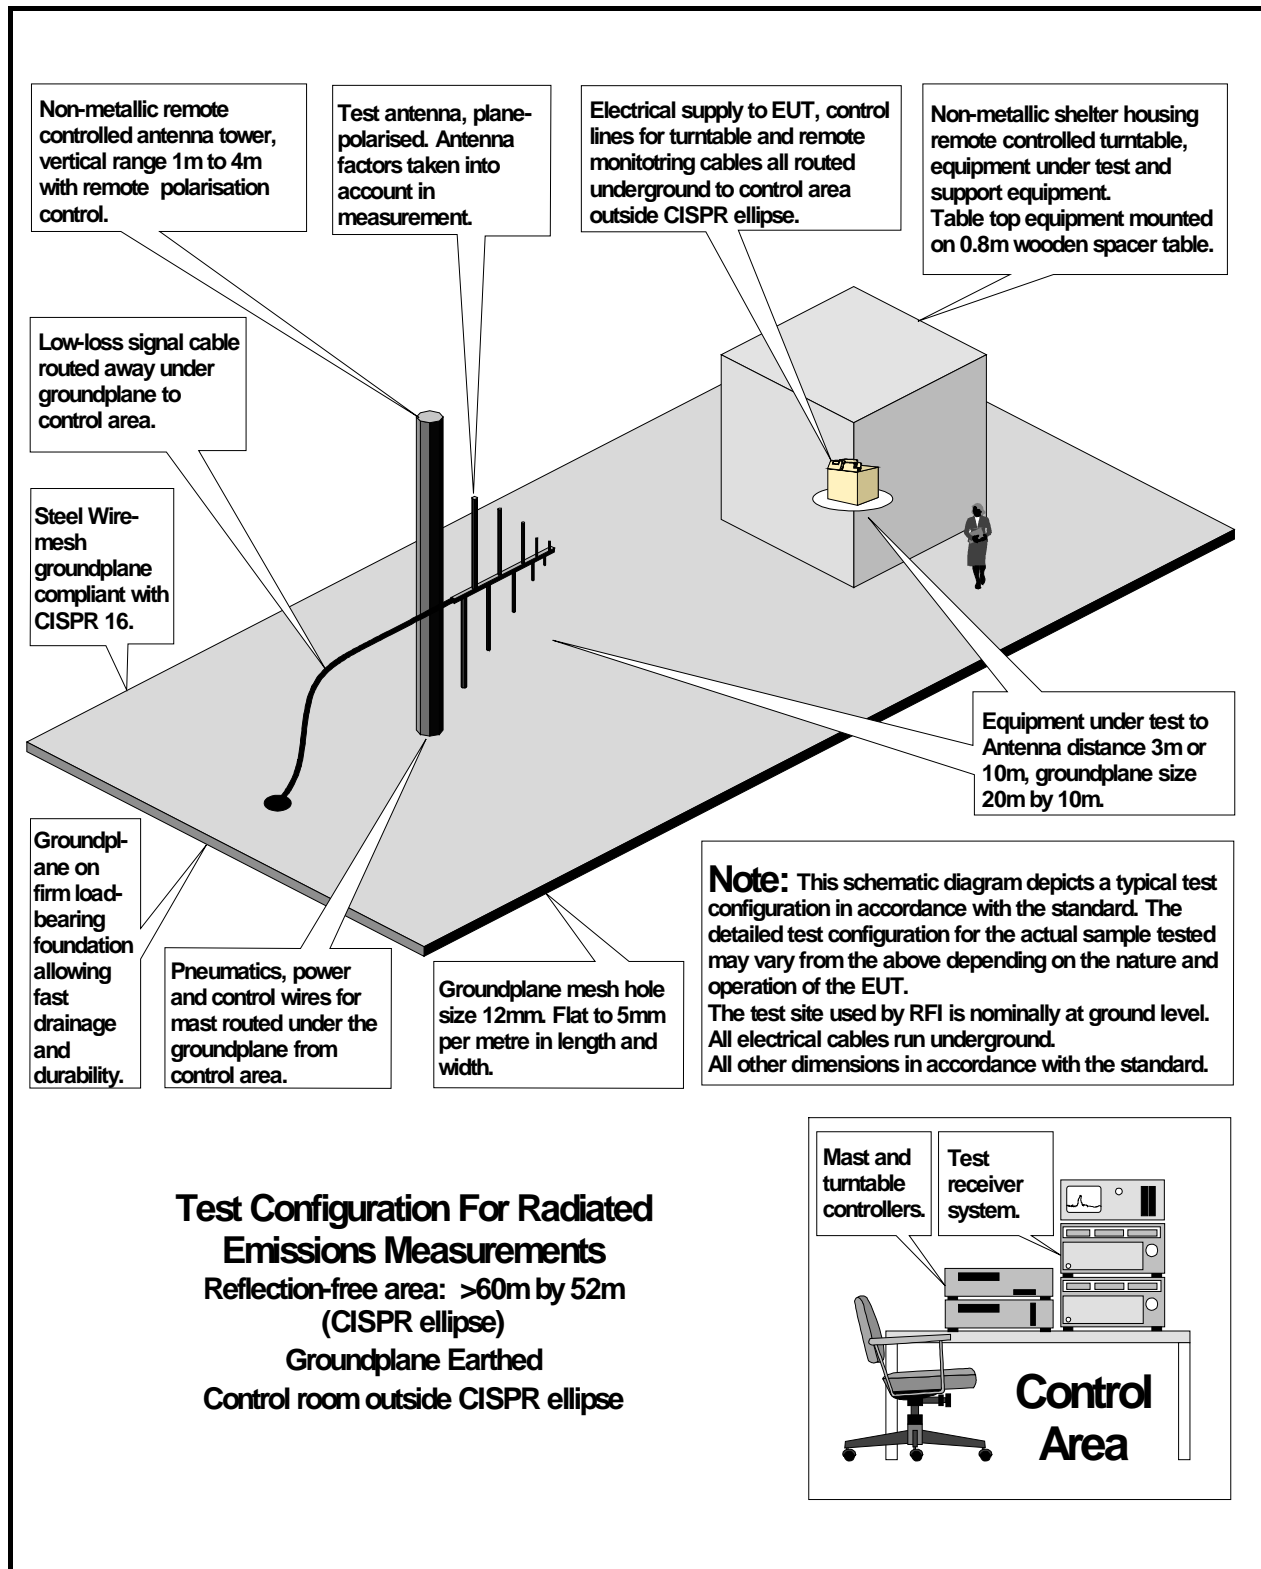 Non-metallic remote
controlled antenna tower,
vertical range 1m to 4m
with remote polarisation
control.
Test antenna, plane-
polarised. Antenna
factors taken into
account in
measurement.
Electrical supply to EUT, control
lines for turntable and remote
monitotring cables all routed
underground to control area
outside CISPR ellipse.
Non-metallic shelter housing
remote controlled turntable,
equipment under test and
support equipment.
Table top equipment mounted
on 0.8m wooden spacer table.
Low-loss signal cable
routed away under
groundplane to
control area.
Steel Wire-
mesh
groundplane
compliant with
CISPR 16.
Equipment under test to
Antenna distance 3m or
10m, groundplane size
20m by 10m.
Groundpl-
ane on
firm load-
bearing
foundation
allowing
fast
drainage
and
durability.
Pneumatics, power
and control wires for
mast routed under the
groundplane from
control area.
Groundplane mesh hole
size 12mm. Flat to 5mm
per metre in length and
width.
Note: This schematic diagram depicts a typical test
configuration in accordance with the standard. The
detailed test configuration for the actual sample tested
may vary from the above depending on the nature and
operation of the EUT.
The test site used by RFI is nominally at ground level.
All electrical cables run underground.
All other dimensions in accordance with the standard.
Test Configuration For Radiated
Emissions Measurements
Reflection-free area: >60m by 52m
(CISPR ellipse)
Groundplane Earthed
Control room outside CISPR ellipse
Mast and
turntable
controllers.
Test
receiver
system.
Control
Area